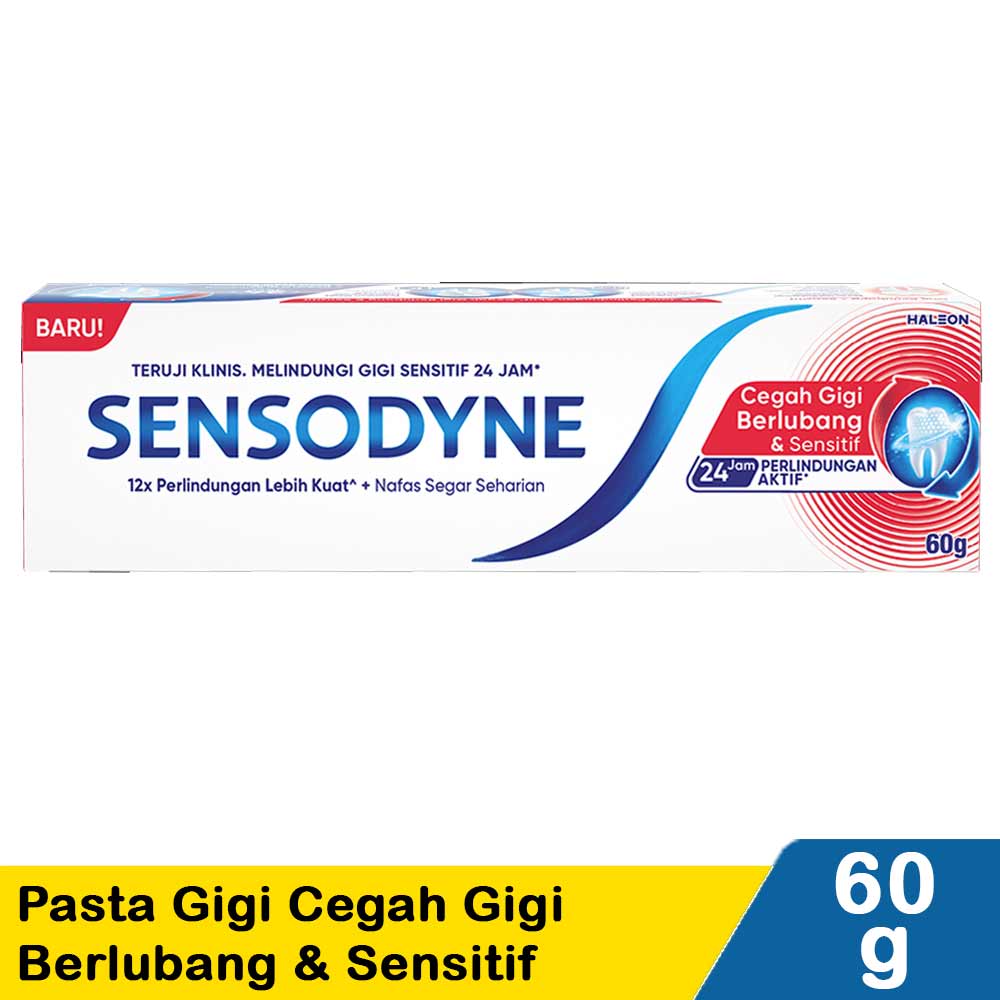 BARU!
HALEON
TERUJI KLINIS. MELINDUNGI GIGI SENSITIF 24 JAM*
SENSODYNE
12x Perlindungan Lebih Kuat^ + Nafas Segar Seharian
Cegah Gigi
Berlubang
& Sensitif
24 Jam PERLINDUNGAN
AKTIF*
60g
Pasta Gigi Cegah Gigi
Berlubang & Sensitif
60
g